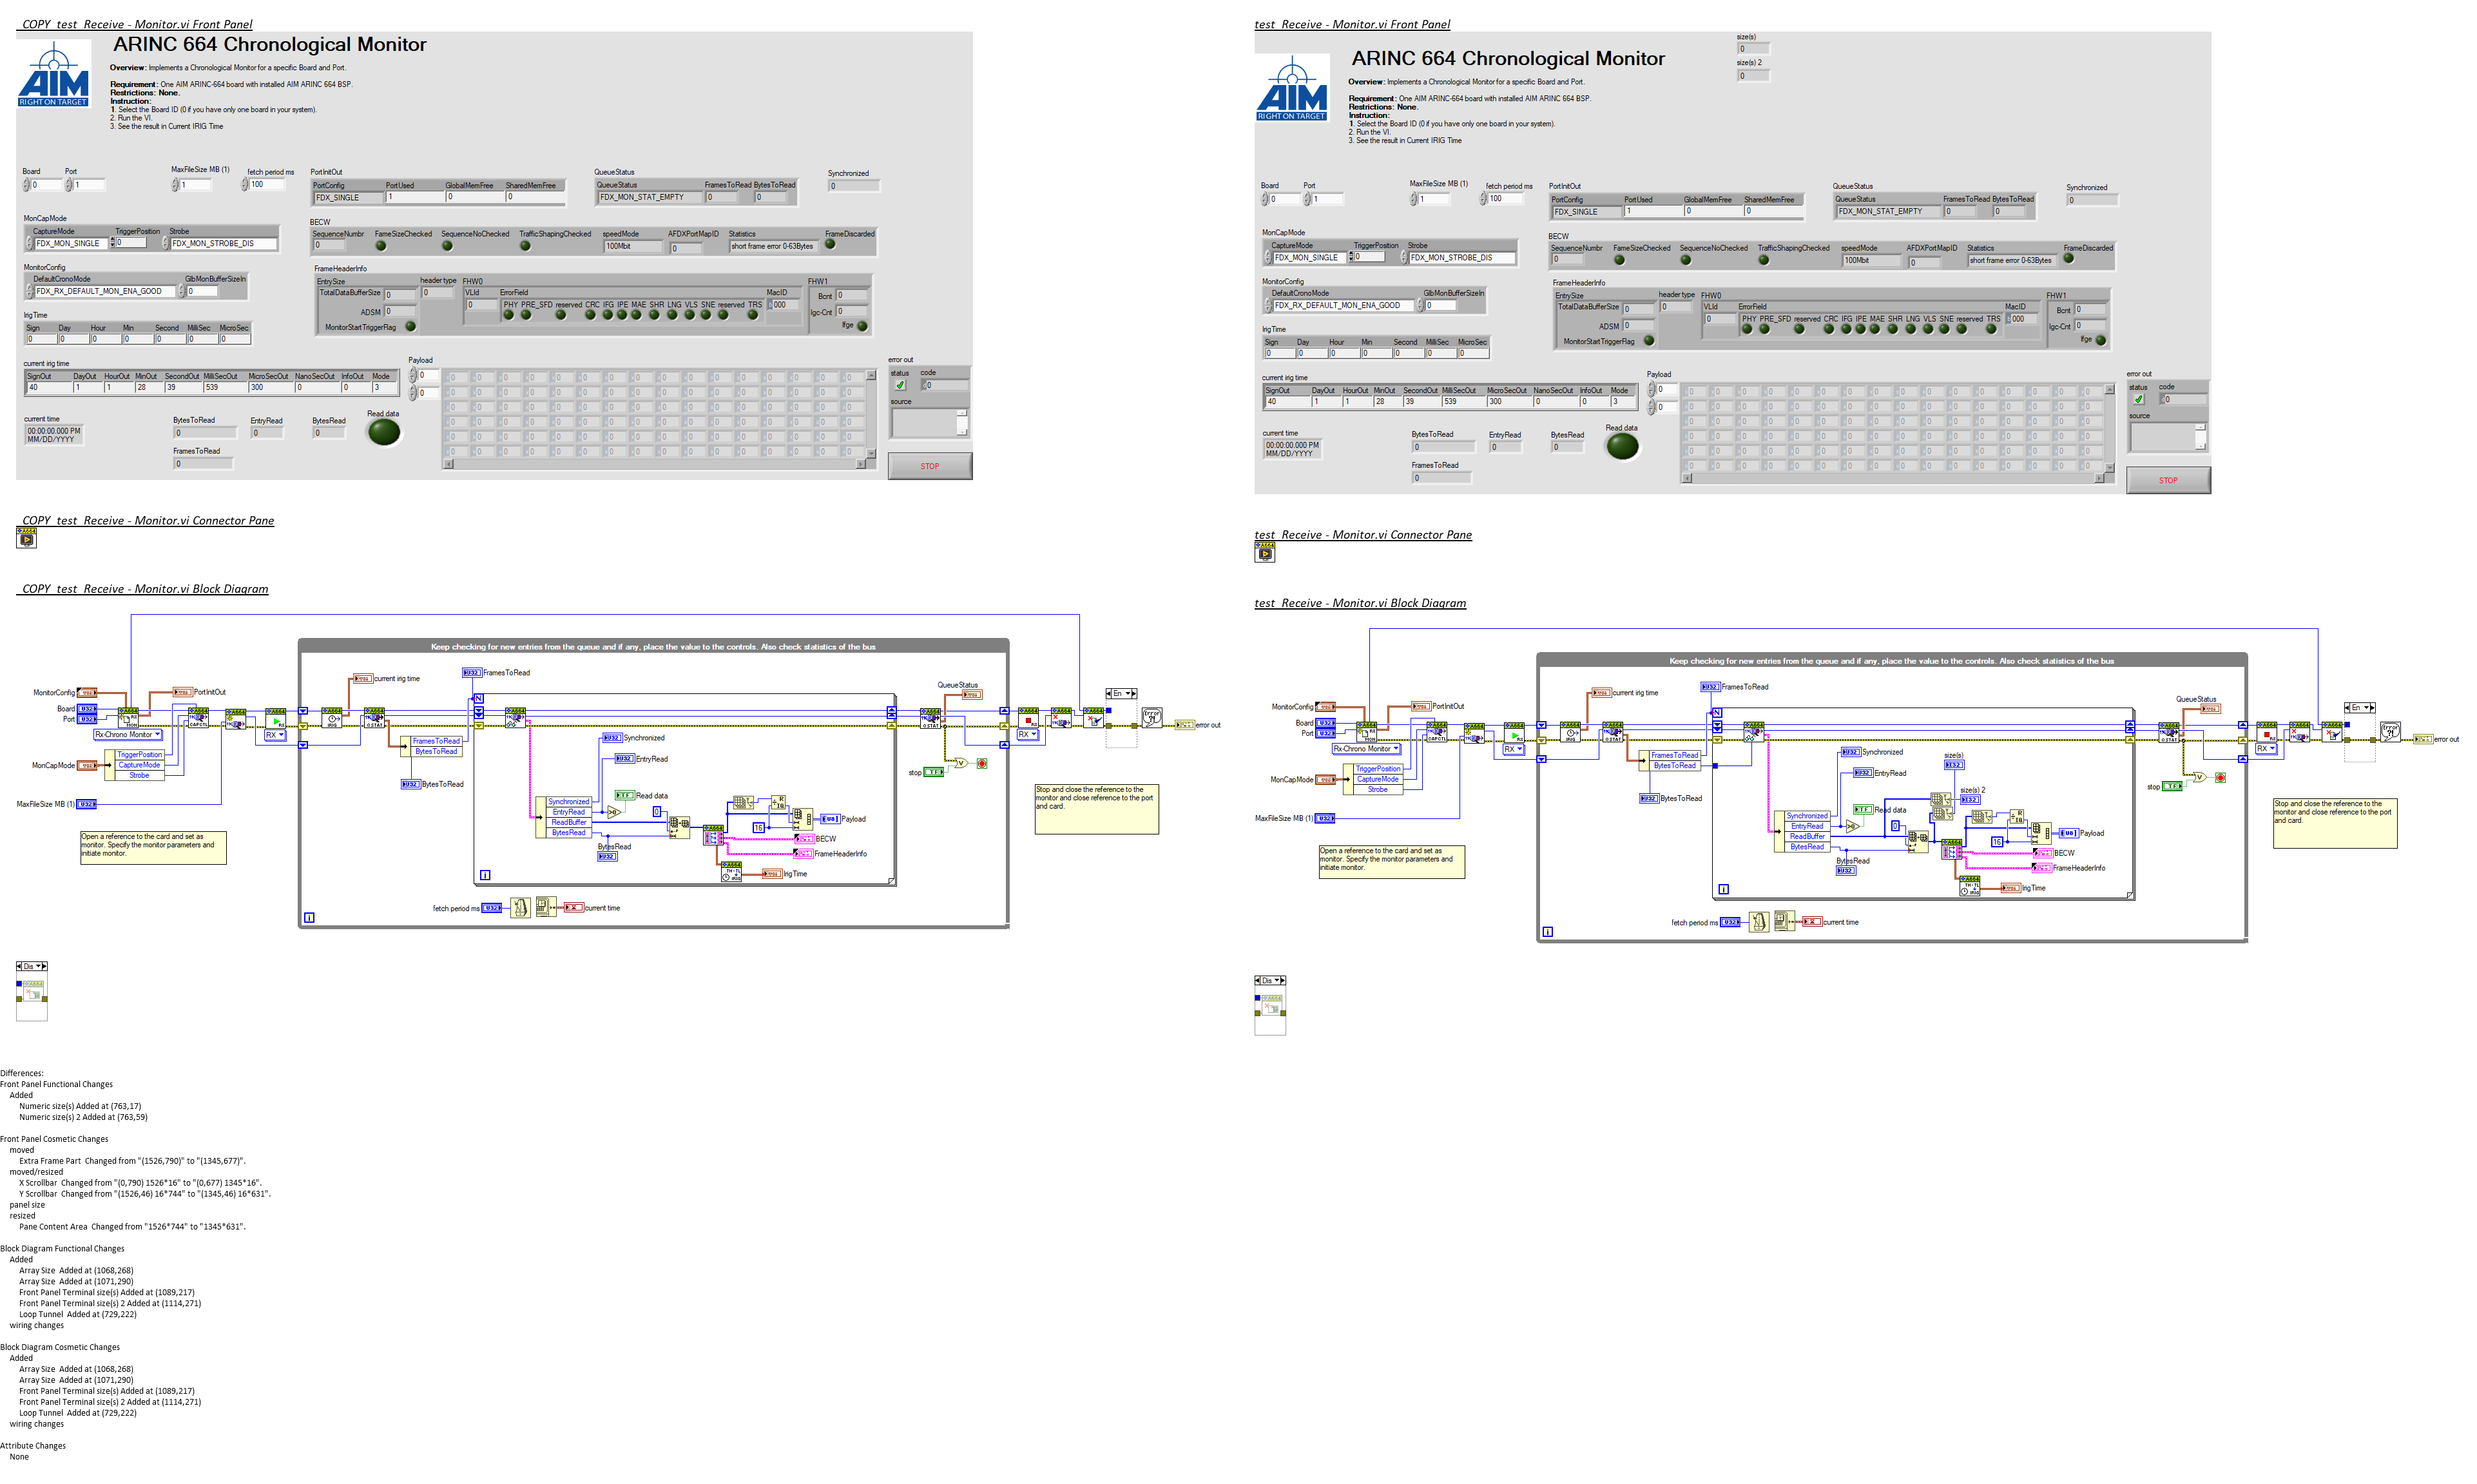 _COPY_test_Receive - Monitor.vi Front Panel
ARINC 664 Chronological Monitor
AIM
RIGHT ON TARGET
Overview: Implements a Chronological Monitor for a specific Board and Port.
Requirement: One AIM ARINC-664 board with installed AIM ARINC 664 BSP.
Restrictions: None.
Instruction:
1. Select the Board ID (0 if you have only one board in your system).
2. Run the VI.
3. See the result in Current IRIG Time
Board Port MaxFileSize MB (1) fetch period ms
0 1 1 100
PortInitOut
PortConfig PortUsed GlobalMemFree SharedMemFree
FDX_SINGLE 1 0 0
QueueStatus
QueueStatus FramesToRead BytesToRead
FDX_MON_STAT_EMPTY 0 0
Synchronized
0
MonCapMode
CaptureMode TriggerPosition Strobe
FDX_MON_SINGLE 0 FDX_MON_STROBE_DIS
BECW
SequenceNumbr FameSizeChecked SequenceNoChecked TrafficShapingChecked speedMode AFDXPortMapID Statistics FrameDiscarded
0 100Mbit 0 short frame error 0-63Bytes
MonitorConfig
DefaultCronoMode GlbMonBufferSizeIn
FDX_RX_DEFAULT_MON_ENA_GOOD 0
FrameHeaderInfo
EntrySize header type FHW0 FHW1
TotalDataBufferSize 0 0 VLId ErrorField MacID Bcnt 0
0 PHY PRE_SFD reserved CRC IFG IPE MAE SHR LNG VLS SNE reserved TRS 000
ADSM 0 Igc-Cnt 0
MonitorStartTriggerFlag Ifge
IrigTime
Sign Day Hour Min Second MilliSec MicroSec
0 0 0 0 0 0 0
current irig time
SignOut DayOut HourOut MinOut SecondOut MilliSecOut MicroSecOut NanoSecOut InfoOut Mode
40 1 1 28 39 539 300 0 0 3
Payload
0
0
error out
status code
0
source
current time
00:00:00.000 PM
MM/DD/YYYY
BytesToRead EntryRead BytesRead Read data
0 0 0
FramesToRead
0
STOP
_COPY_test_Receive - Monitor.vi Connector Pane
A664
_COPY_test_Receive - Monitor.vi Block Diagram
Keep checking for new entries from the queue and if any, place the value to the controls. Also check statistics of the bus
MonitorConfig
PortInitOut
Board U32
Port U32
Rx-Chrono Monitor
RX
MonCapMode
TriggerPosition
CaptureMode
Strobe
MaxFileSize MB (1) U32
Open a reference to the card and set as
monitor. Specify the monitor parameters and
initiate monitor.
current irig time
U32 FramesToRead
N
FramesToRead
BytesToRead
U32 BytesToRead
U32 Synchronized
U32 EntryRead
TF Read data
Synchronized
EntryRead
ReadBuffer
BytesRead
BytesRead
U32
0
16
Payload
BECW
FrameHeaderInfo
IrigTime
i
fetch period ms U32
current time
i
QueueStatus
stop TF
RX
En
error out
Stop and close the reference to the
monitor and close reference to the port
and card.
Dis
test_Receive - Monitor.vi Front Panel
size(s)
0
size(s) 2
0
ARINC 664 Chronological Monitor
AIM
RIGHT ON TARGET
Overview: Implements a Chronological Monitor for a specific Board and Port.
Requirement: One AIM ARINC-664 board with installed AIM ARINC 664 BSP.
Restrictions: None.
Instruction:
1. Select the Board ID (0 if you have only one board in your system).
2. Run the VI.
3. See the result in Current IRIG Time
Board Port MaxFileSize MB (1) fetch period ms
0 1 1 100
PortInitOut
PortConfig PortUsed GlobalMemFree SharedMemFree
FDX_SINGLE 1 0 0
QueueStatus
QueueStatus FramesToRead BytesToRead
FDX_MON_STAT_EMPTY 0 0
Synchronized
0
MonCapMode
CaptureMode TriggerPosition Strobe
FDX_MON_SINGLE 0 FDX_MON_STROBE_DIS
BECW
SequenceNumbr FameSizeChecked SequenceNoChecked TrafficShapingChecked speedMode AFDXPortMapID Statistics FrameDiscarded
0 100Mbit 0 short frame error 0-63Bytes
MonitorConfig
DefaultCronoMode GlbMonBufferSizeIn
FDX_RX_DEFAULT_MON_ENA_GOOD 0
FrameHeaderInfo
EntrySize header type FHW0 FHW1
TotalDataBufferSize 0 0 VLId ErrorField MacID Bcnt 0
0 PHY PRE_SFD reserved CRC IFG IPE MAE SHR LNG VLS SNE reserved TRS 000
ADSM 0 Igc-Cnt 0
MonitorStartTriggerFlag Ifge
IrigTime
Sign Day Hour Min Second MilliSec MicroSec
0 0 0 0 0 0 0
current irig time
SignOut DayOut HourOut MinOut SecondOut MilliSecOut MicroSecOut NanoSecOut InfoOut Mode
40 1 1 28 39 539 300 0 0 3
Payload
0
0
error out
status code
0
source
current time
00:00:00.000 PM
MM/DD/YYYY
BytesToRead EntryRead BytesRead Read data
0 0 0
FramesToRead
0
STOP
test_Receive - Monitor.vi Connector Pane
A664
test_Receive - Monitor.vi Block Diagram
Keep checking for new entries from the queue and if any, place the value to the controls. Also check statistics of the bus
MonitorConfig
PortInitOut
Board U32
Port U32
Rx-Chrono Monitor
RX
MonCapMode
TriggerPosition
CaptureMode
Strobe
MaxFileSize MB (1) U32
Open a reference to the card and set as
monitor. Specify the monitor parameters and
initiate monitor.
current irig time
U32 FramesToRead
N
FramesToRead
BytesToRead
U32 BytesToRead
U32 Synchronized
U32 EntryRead
TF Read data
size(s)
I32
size(s) 2
I32
Synchronized
EntryRead
ReadBuffer
BytesRead
BytesRead
U32
0
16
Payload
BECW
FrameHeaderInfo
IrigTime
i
fetch period ms U32
current time
i
QueueStatus
stop TF
RX
En
error out
Stop and close the reference to the
monitor and close reference to the port
and card.
Dis
Differences:
Front Panel Functional Changes
Added
Numeric size(s) Added at (763,17)
Numeric size(s) 2 Added at (763,59)
Front Panel Cosmetic Changes
moved
Extra Frame Part Changed from "(1526,790)" to "(1345,677)".
moved/resized
X Scrollbar Changed from "(0,790) 1526*16" to "(0,677) 1345*16".
Y Scrollbar Changed from "(1526,46) 16*744" to "(1345,46) 16*631".
panel size
resized
Pane Content Area Changed from "1526*744" to "1345*631".
Block Diagram Functional Changes
Added
Array Size Added at (1068,268)
Array Size Added at (1071,290)
Front Panel Terminal size(s) Added at (1089,217)
Front Panel Terminal size(s) 2 Added at (1114,271)
Loop Tunnel Added at (729,222)
wiring changes
Block Diagram Cosmetic Changes
Added
Array Size Added at (1068,268)
Array Size Added at (1071,290)
Front Panel Terminal size(s) Added at (1089,217)
Front Panel Terminal size(s) 2 Added at (1114,271)
Loop Tunnel Added at (729,222)
wiring changes
Attribute Changes
None